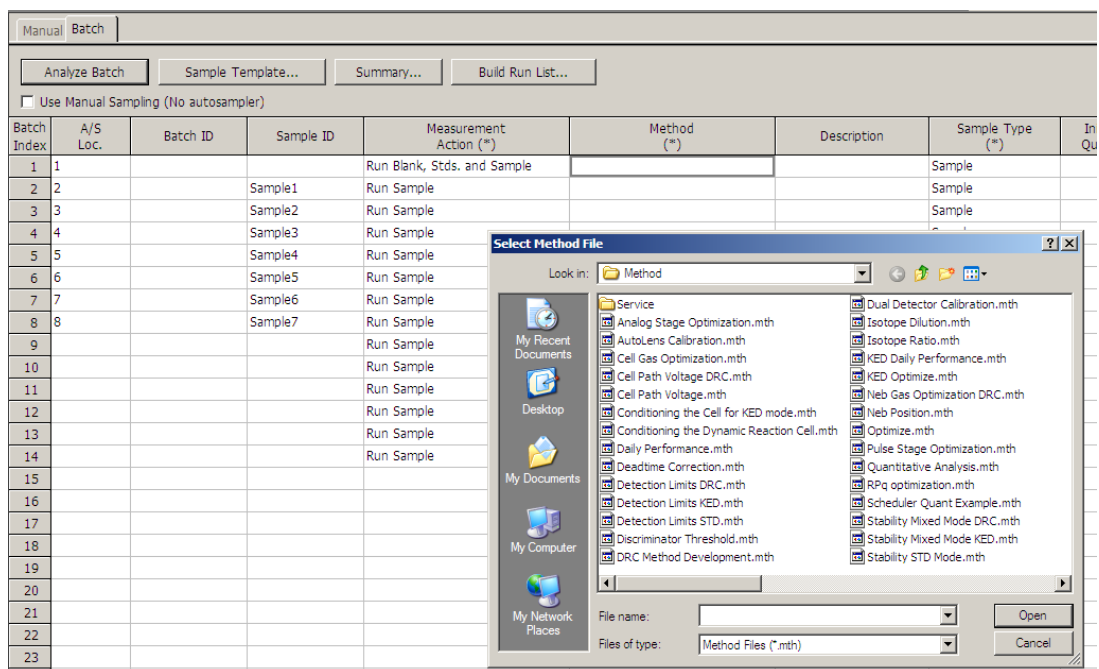 Manual Batch
Analyze Batch Sample Template... Summary... Build Run List...
Use Manual Sampling (No autosampler)
Batch Index A/S Loc. Batch ID Sample ID Measurement Action (*) Method (*) Description Sample Type (*) In Qu
1 1 Run Blank, Stds. and Sample Sample
2 2 Sample1 Run Sample Sample
3 3 Sample2 Run Sample Sample
4 4 Sample3 Run Sample
5 5 Sample4 Run Sample
6 6 Sample5 Run Sample
7 7 Sample6 Run Sample
8 8 Sample7 Run Sample
9 Run Sample
10 Run Sample
11 Run Sample
12 Run Sample
13 Run Sample
14 Run Sample
15
16
17
18
19
20
21
22
23
Select Method File
Look in: Method
My Recent Documents
Desktop
My Documents
My Computer
My Network Places
Service
Analog Stage Optimization.mth
AutoLens Calibration.mth
Cell Gas Optimization.mth
Cell Path Voltage DRC.mth
Cell Path Voltage.mth
Conditioning the Cell for KED mode.mth
Conditioning the Dynamic Reaction Cell.mth
Daily Performance.mth
Deadtime Correction.mth
Detection Limits DRC.mth
Detection Limits KED.mth
Detection Limits STD.mth
Discriminator Threshold.mth
DRC Method Development.mth
Dual Detector Calibration.mth
Isotope Dilution.mth
Isotope Ratio.mth
KED Daily Performance.mth
KED Optimize.mth
Neb Gas Optimization DRC.mth
Neb Position.mth
Optimize.mth
Pulse Stage Optimization.mth
Quantitative Analysis.mth
RPq optimization.mth
Scheduler Quant Example.mth
Stability Mixed Mode DRC.mth
Stability Mixed Mode KED.mth
Stability STD Mode.mth
File name: Open
Files of type: Method Files (*.mth) Cancel